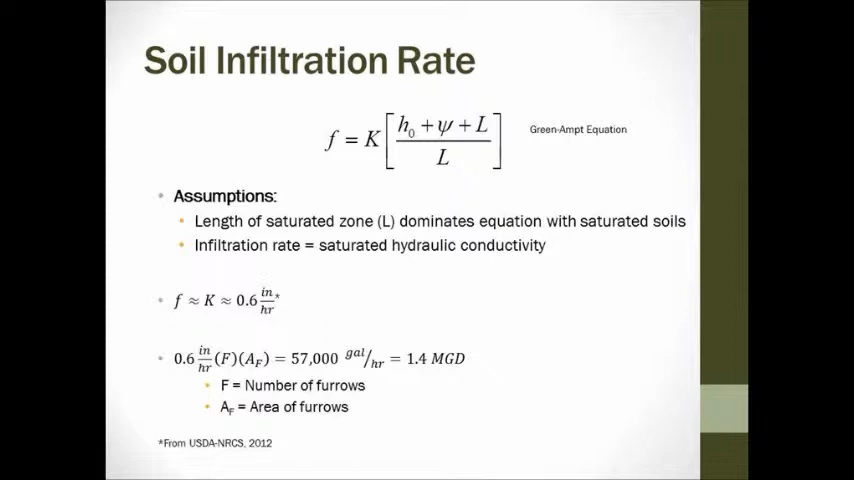 Soil Infiltration Rate
f = K [ (h₀ + ψ + L) / L ]
Green-Ampt Equation
• Assumptions:
• Length of saturated zone (L) dominates equation with saturated soils
• Infiltration rate = saturated hydraulic conductivity
• f ≈ K ≈ 0.6 in/hr*
• 0.6 in/hr (F)(A_F) = 57,000 gal/hr = 1.4 MGD
• F = Number of furrows
• A_F = Area of furrows
*From USDA-NRCS, 2012